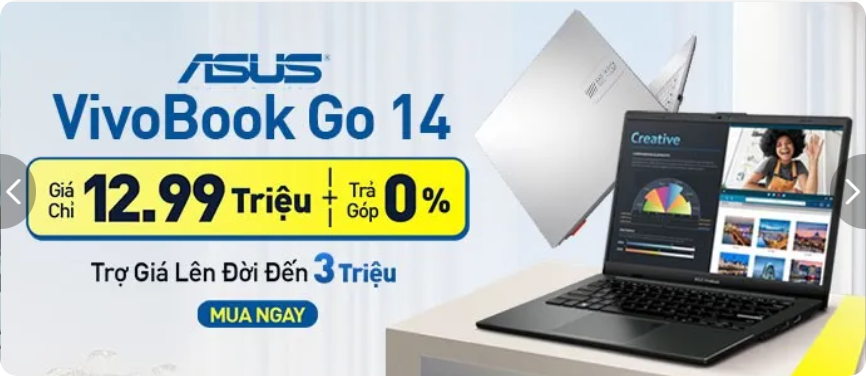 ASUS
VivoBook Go 14
Giá Chỉ 12.99 Triệu + Trả Góp 0%
Trợ Giá Lên Đời Đến 3 Triệu
MUA NGAY
Creative